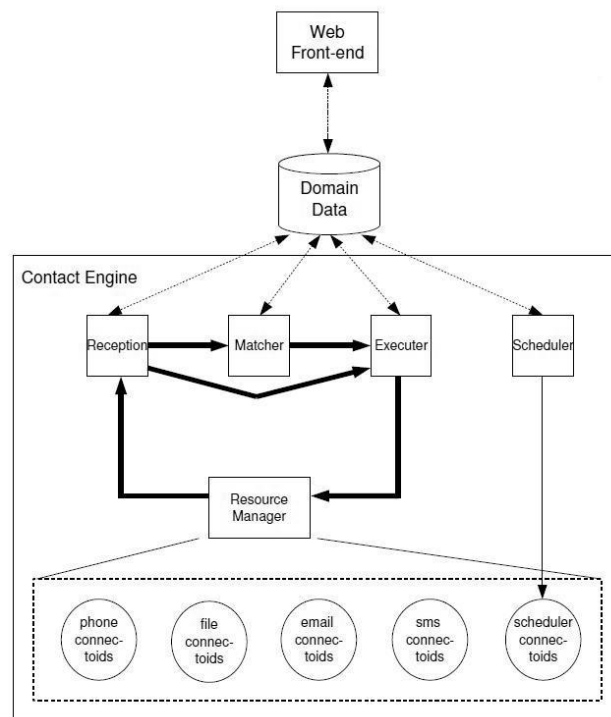 Web
Front-end
Domain
Data
Contact Engine
Reception
Matcher
Executer
Scheduler
Resource
Manager
phone
connec-
toids
file
connec-
toids
email
connec-
toids
sms
connec-
toids
scheduler
connec-
toids